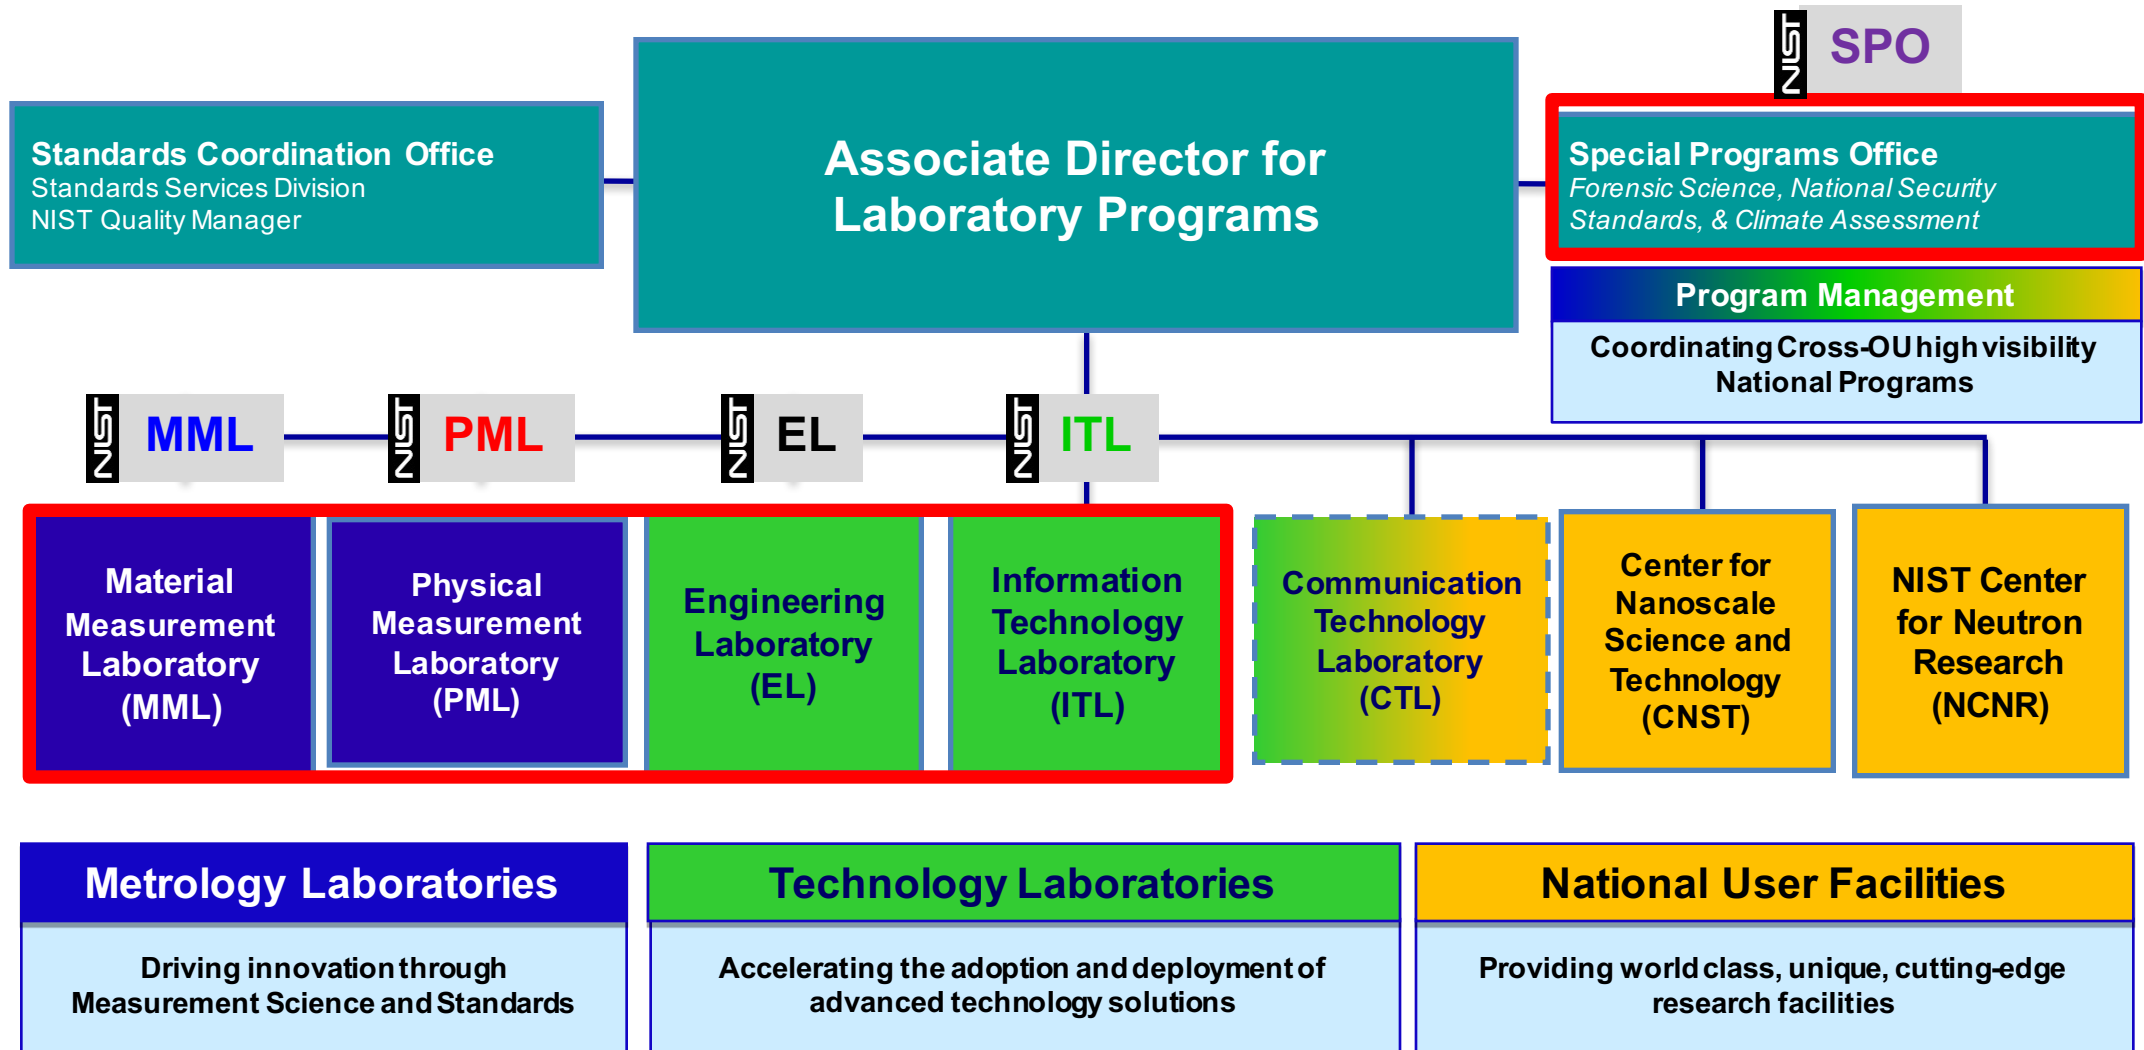 NIST SPO
Standards Coordination Office
Standards Services Division
NIST Quality Manager
Associate Director for
Laboratory Programs
Special Programs Office
Forensic Science, National Security
Standards, & Climate Assessment
Program Management
Coordinating Cross-OU high visibility
National Programs
NIST MML
NIST PML
NIST EL
NIST ITL
Material
Measurement
Laboratory
(MML)
Physical
Measurement
Laboratory
(PML)
Engineering
Laboratory
(EL)
Information
Technology
Laboratory
(ITL)
Communication
Technology
Laboratory
(CTL)
Center for
Nanoscale
Science and
Technology
(CNST)
NIST Center
for Neutron
Research
(NCNR)
Metrology Laboratories
Driving innovation through
Measurement Science and Standards
Technology Laboratories
Accelerating the adoption and deployment of
advanced technology solutions
National User Facilities
Providing world class, unique, cutting-edge
research facilities